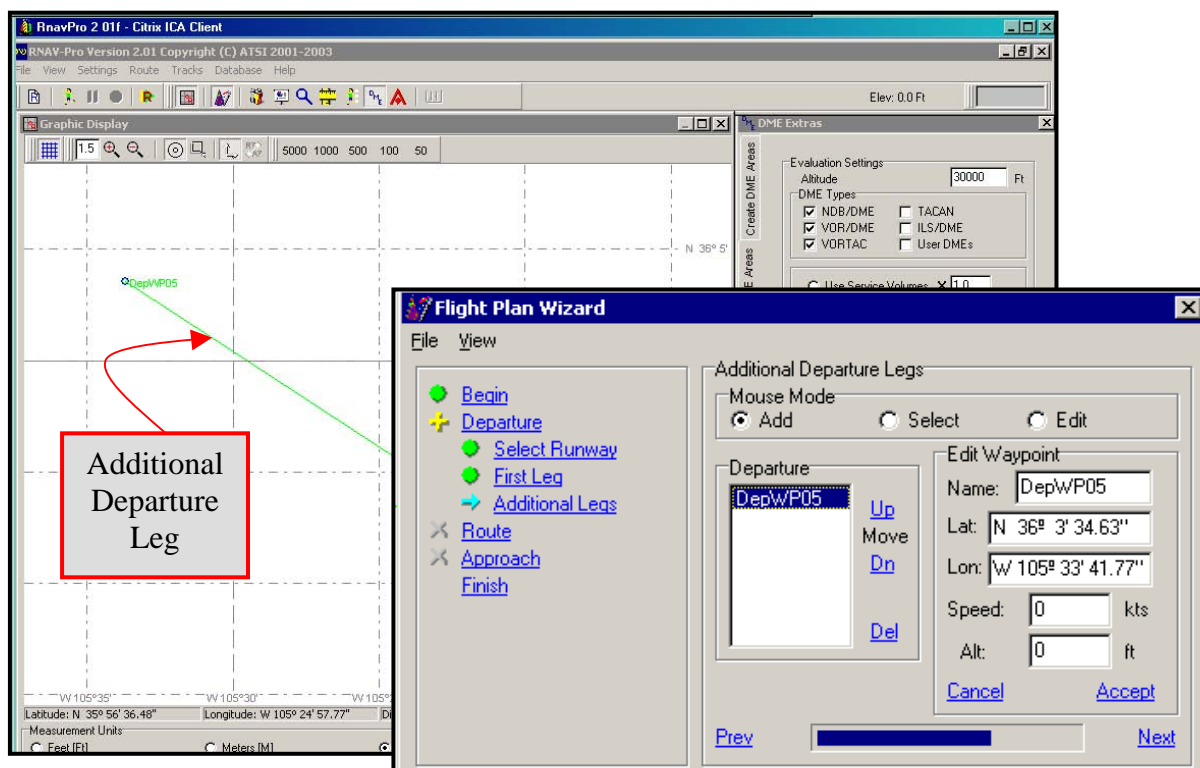 RnavPro 2 01f - Citrix ICA Client
RNAV-Pro Version 2.01 Copyright (C) ATSI 2001-2003
File View Settings Route Tracks Database Help
Elev: 0.0 Ft
Graphic Display
1.5 5000 1000 500 100 50
N 36º 5'
DepWP05
W 105º35' W 105º30'
Latitude: N 35º 56' 36.48" Longitude: W 105º 24' 57.77"
Measurement Units
Feet [Ft] Meters [M]
Additional
Departure
Leg
DME Extras
Create DME Areas
Areas
Evaluation Settings
Altitude 30000 Ft
DME Types
NDB/DME TACAN
VOR/DME ILS/DME
VORTAC User DMEs
Use Service Volumes X 1.0
Flight Plan Wizard
File View
Begin
Departure
Select Runway
First Leg
Additional Legs
Route
Approach
Finish
Additional Departure Legs
Mouse Mode
Add Select Edit
Departure
DepWP05
Up
Move
Dn
Del
Edit Waypoint
Name: DepWP05
Lat: N 36º 3' 34.63''
Lon: W 105º 33' 41.77''
Speed: 0 kts
Alt: 0 ft
Cancel Accept
Prev Next